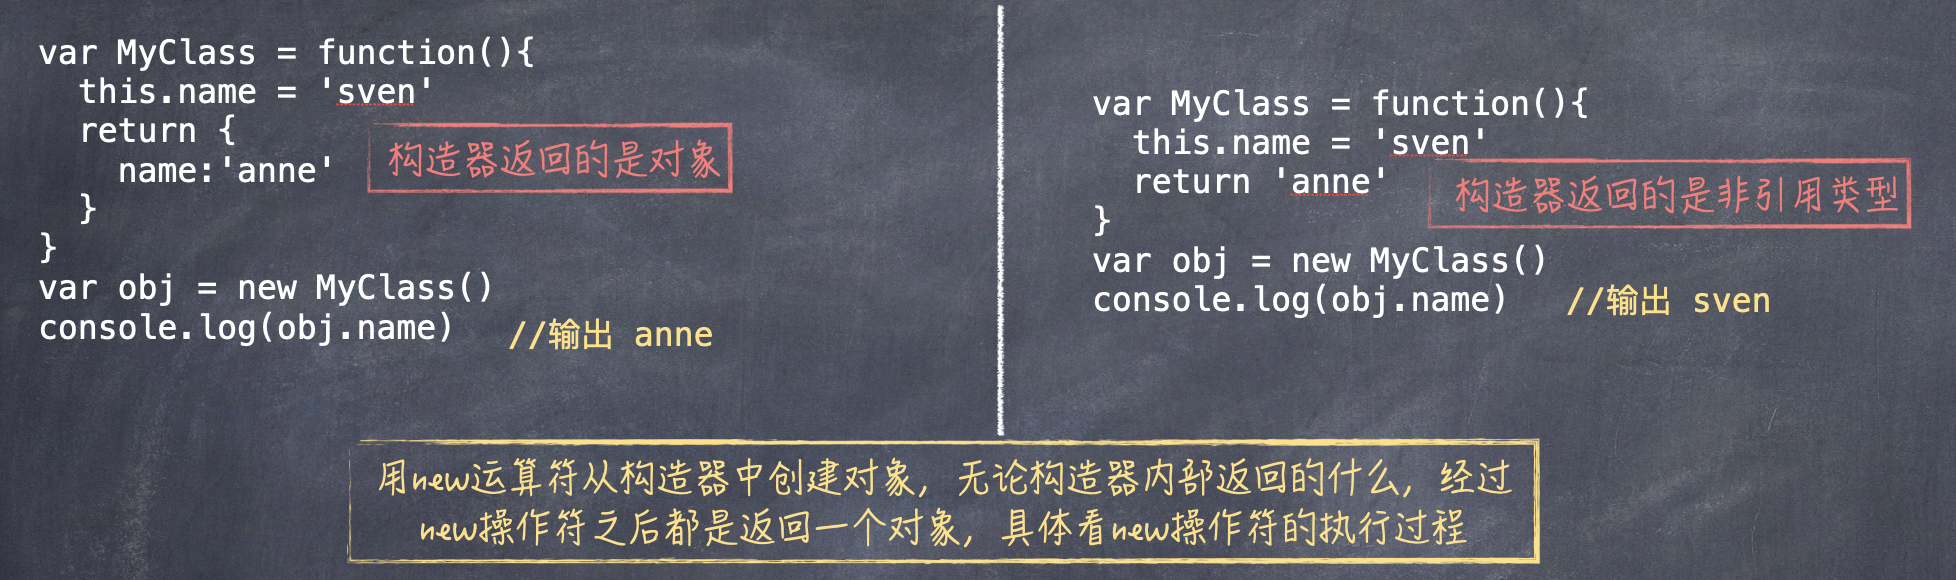 var MyClass = function(){
this.name = 'sven'
return {
name:'anne'
}
}
var obj = new MyClass()
console.log(obj.name)
//输出 anne
构造器返回的是对象
var MyClass = function(){
this.name = 'sven'
return 'anne'
}
var obj = new MyClass()
console.log(obj.name)
//输出 sven
构造器返回的是非引用类型
用new运算符从构造器中创建对象，无论构造器内部返回的什么，经过
new操作符之后都是返回一个对象，具体看new操作符的执行过程